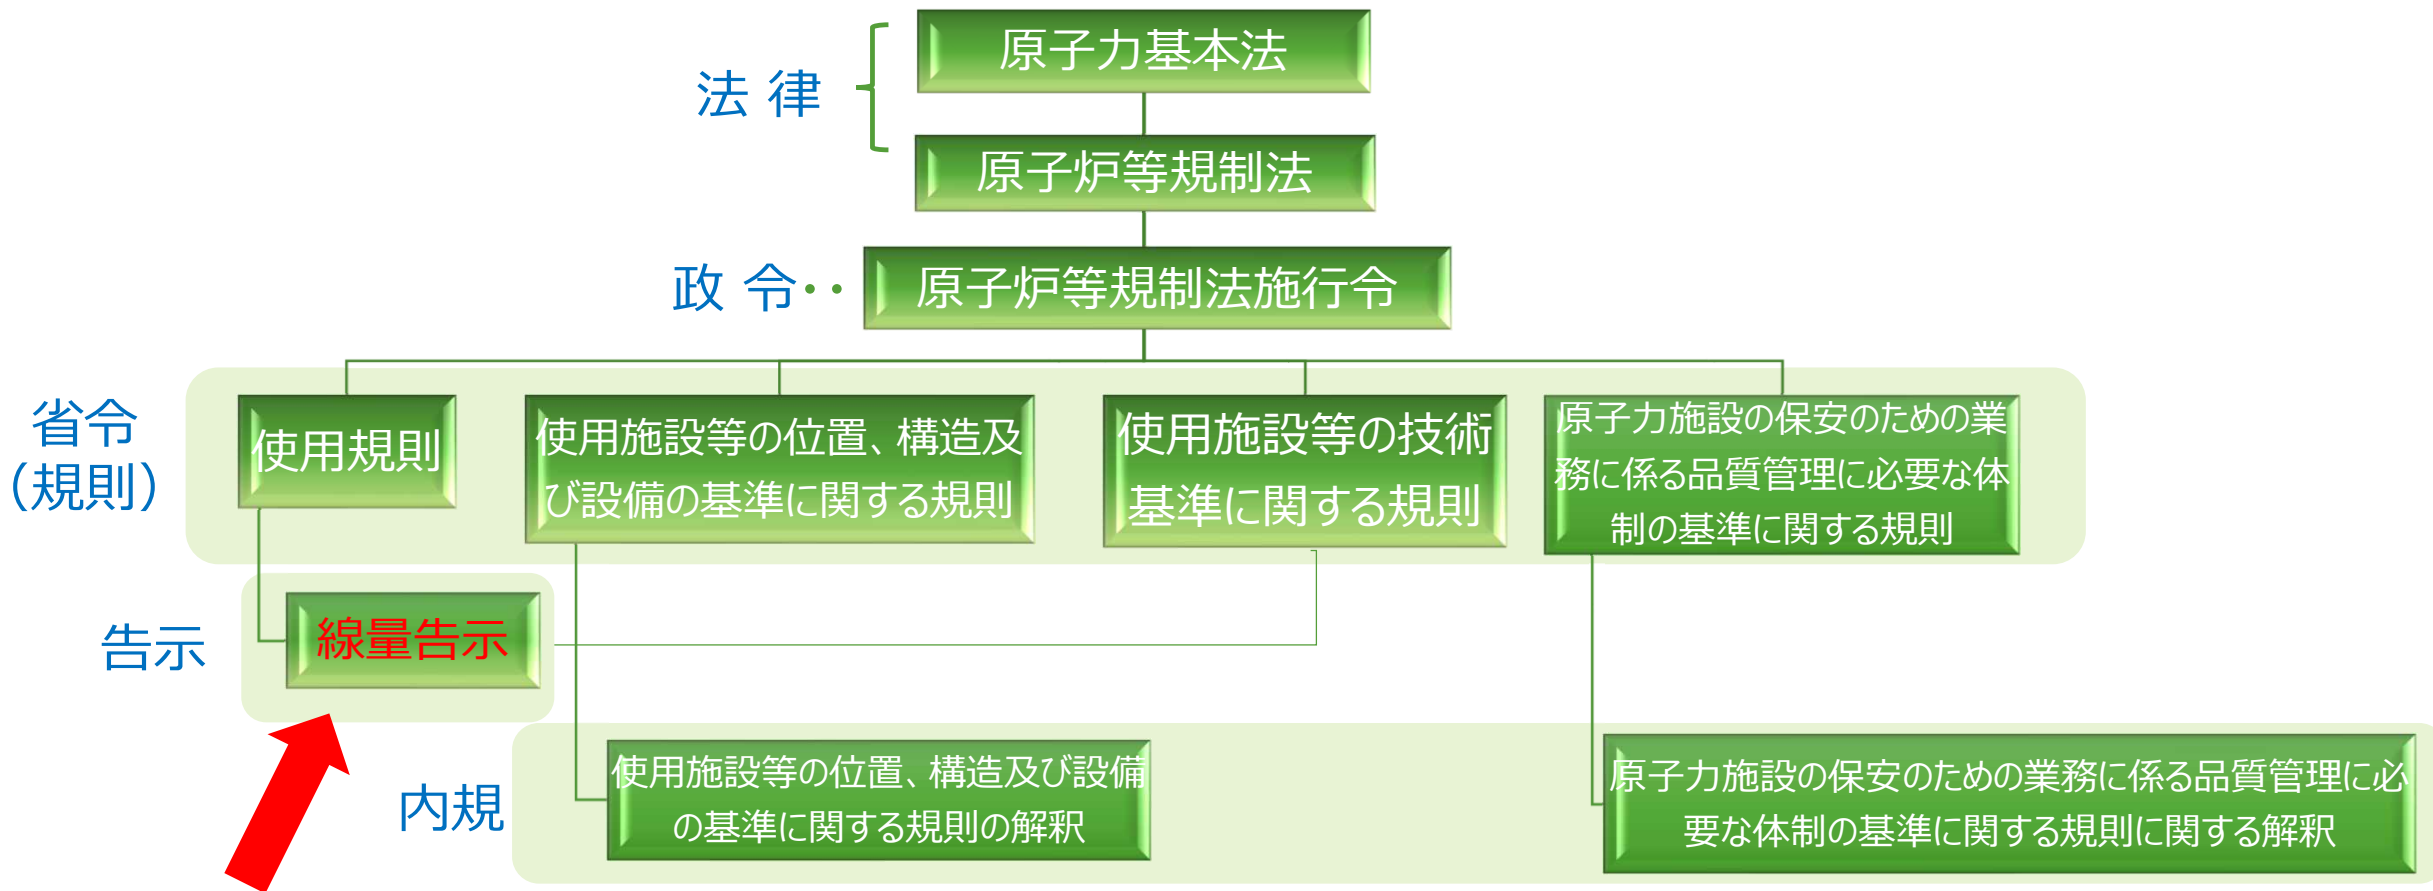 原子力基本法
法 律
原子炉等規制法
政 令‥
原子炉等規制法施行令
省令
（規則）
使用規則
使用施設等の位置、構造及
び設備の基準に関する規則
使用施設等の技術
基準に関する規則
原子力施設の保安のための業
務に係る品質管理に必要な体
制の基準に関する規則
告示
線量告示
内規
使用施設等の位置、構造及び設備
の基準に関する規則の解釈
原子力施設の保安のための業務に係る品質管理に必
要な体制の基準に関する規則に関する解釈